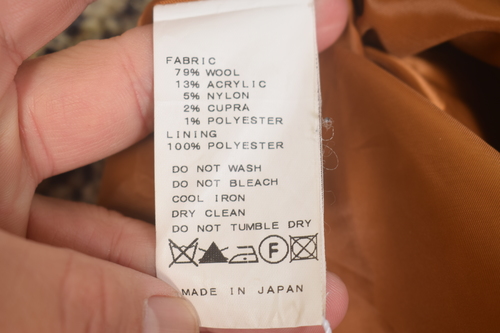 FABRIC
79% WOOL
13% ACRYLIC
5% NYLON
2% CUPRA
1% POLYESTER
LINING
100% POLYESTER
DO NOT WASH
DO NOT BLEACH
COOL IRON
DRY CLEAN
DO NOT TUMBLE DRY
F
MADE IN JAPAN